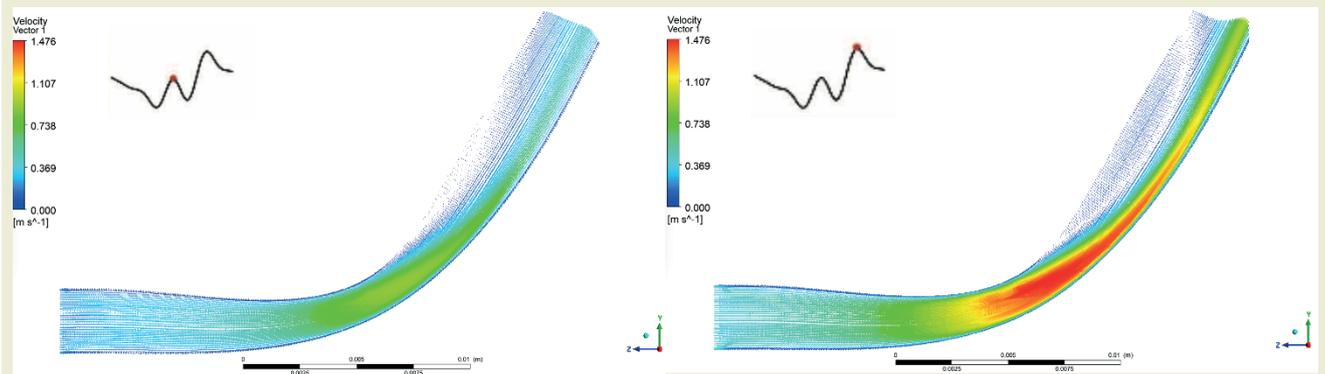 Velocity
Vector 1
1.476
1.107
0.738
0.369
0.000
[m s^-1]
0
0.005
0.01 (m)
0.0025
0.0075
Y
Z
Velocity
Vector 1
1.476
1.107
0.738
0.369
0.000
[m s^-1]
0
0.005
0.01 (m)
0.0025
0.0075
Y
Z